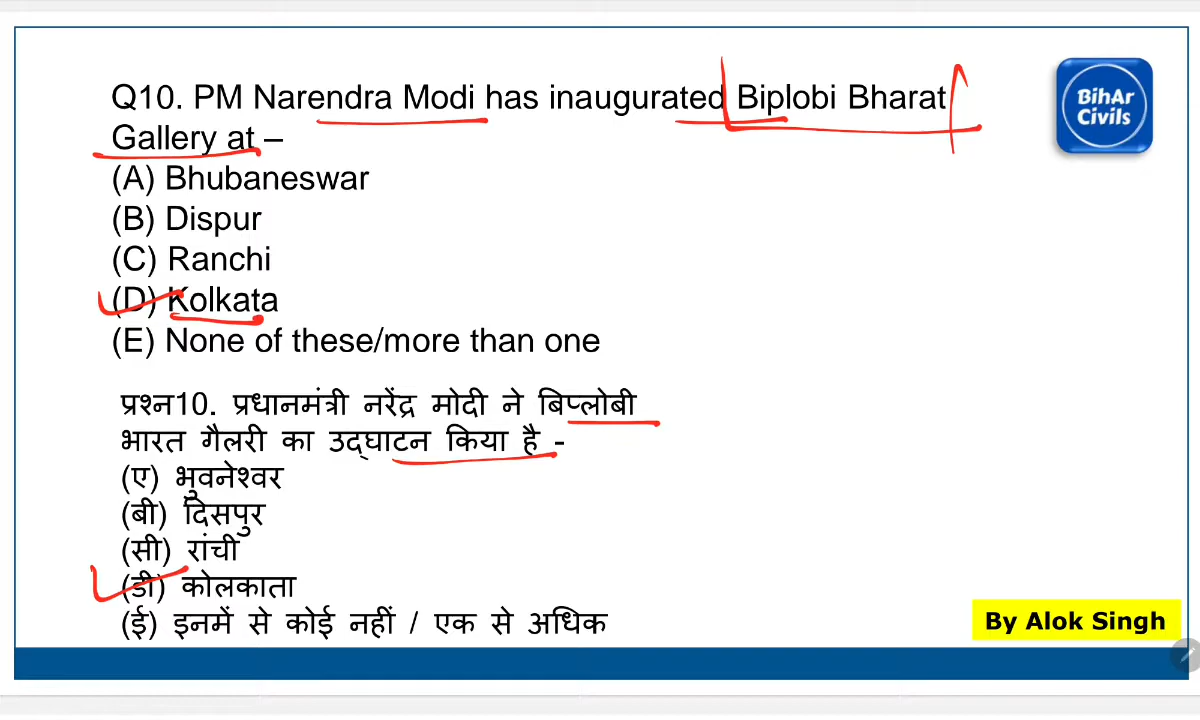 Q10. PM Narendra Modi has inaugurated Biplobi Bharat
Gallery at –
(A) Bhubaneswar
(B) Dispur
(C) Ranchi
(D) Kolkata
(E) None of these/more than one
प्रश्न10. प्रधानमंत्री नरेंद्र मोदी ने बिप्लोबी
भारत गैलरी का उद्घाटन किया है -
(ए) भुवनेश्वर
(बी) दिसपुर
(सी) रांची
(डी) कोलकाता
(ई) इनमें से कोई नहीं / एक से अधिक
BihAr
Civils
By Alok Singh